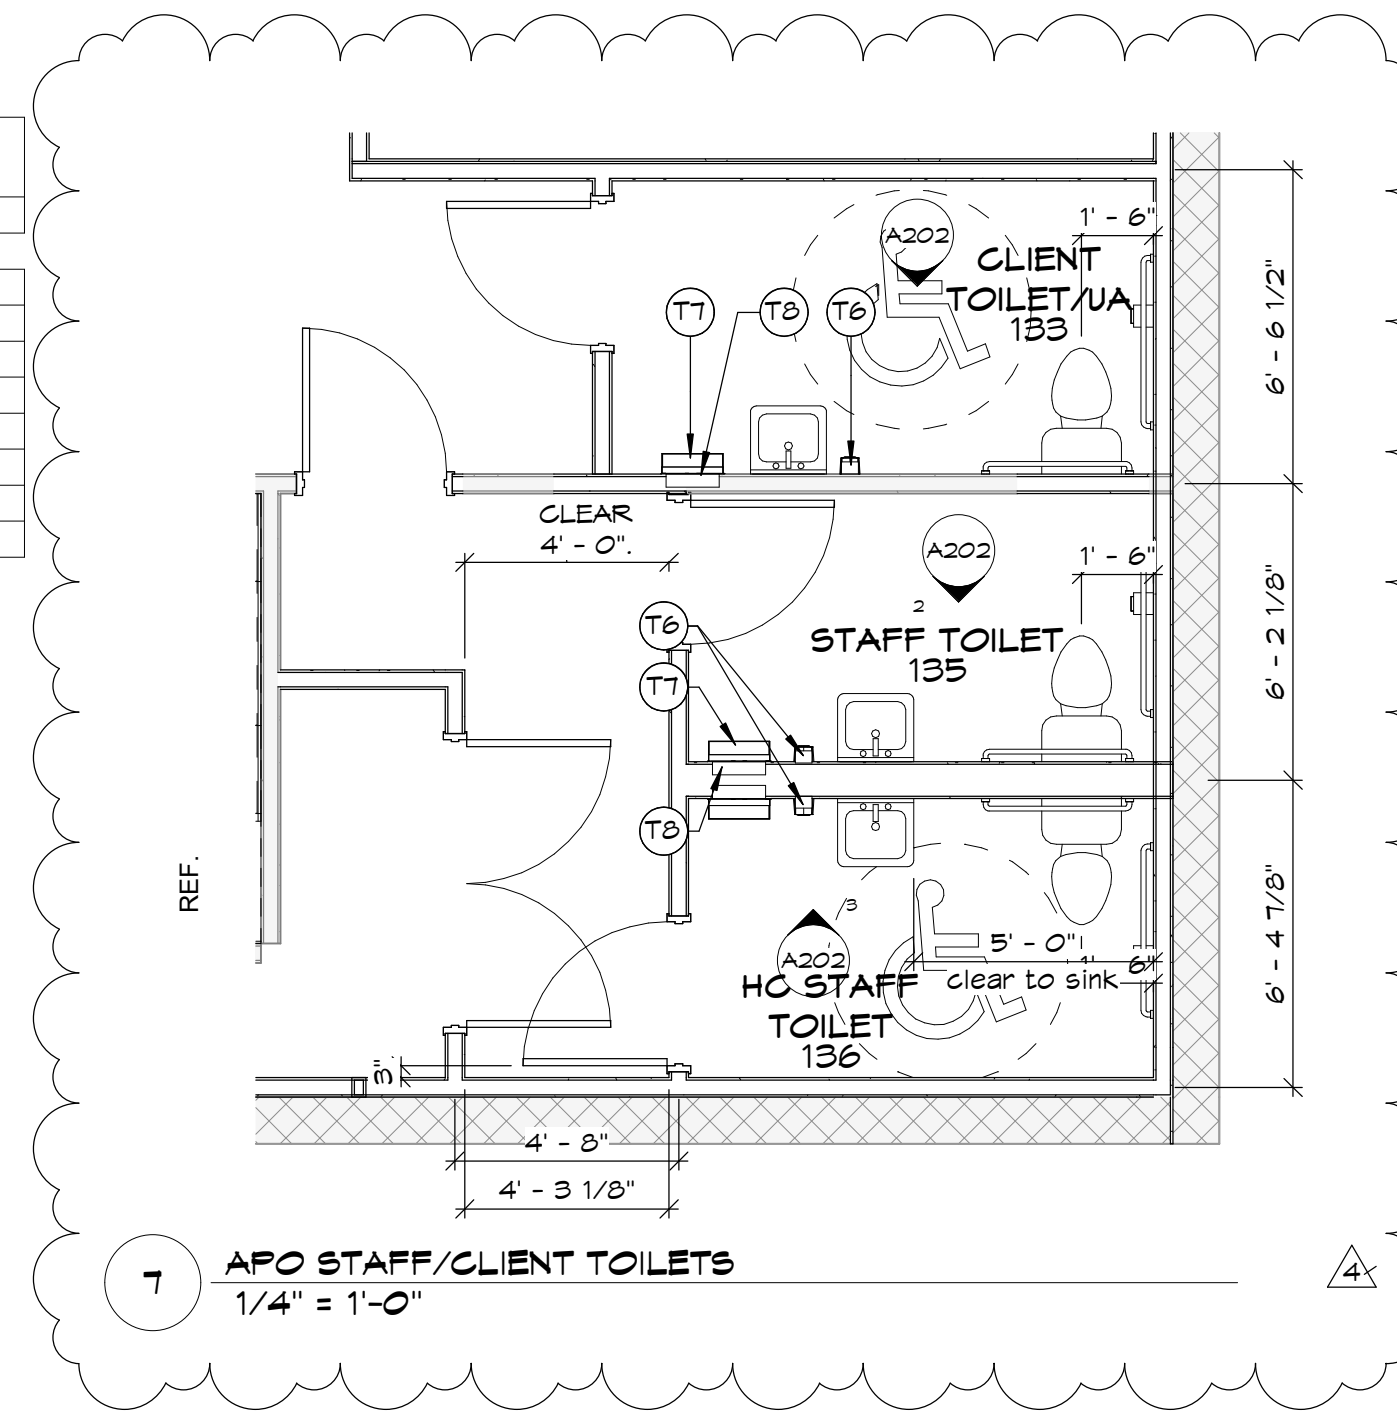 A202
1' - 6"
CLIENT
TOILET/UA
133
T7
T8
T6
6' - 6 1/2"
CLEAR
4' - 0".
A202
1' - 6"
2
STAFF TOILET
135
T6
T7
T8
6' - 2 1/8"
REF.
3
A202
5' - 0"
1' 6"
clear to sink
HC STAFF
TOILET
136
6' - 4 7/8"
3"
4' - 8"
4' - 3 1/8"
7
APO STAFF/CLIENT TOILETS
1/4" = 1'-0"
4